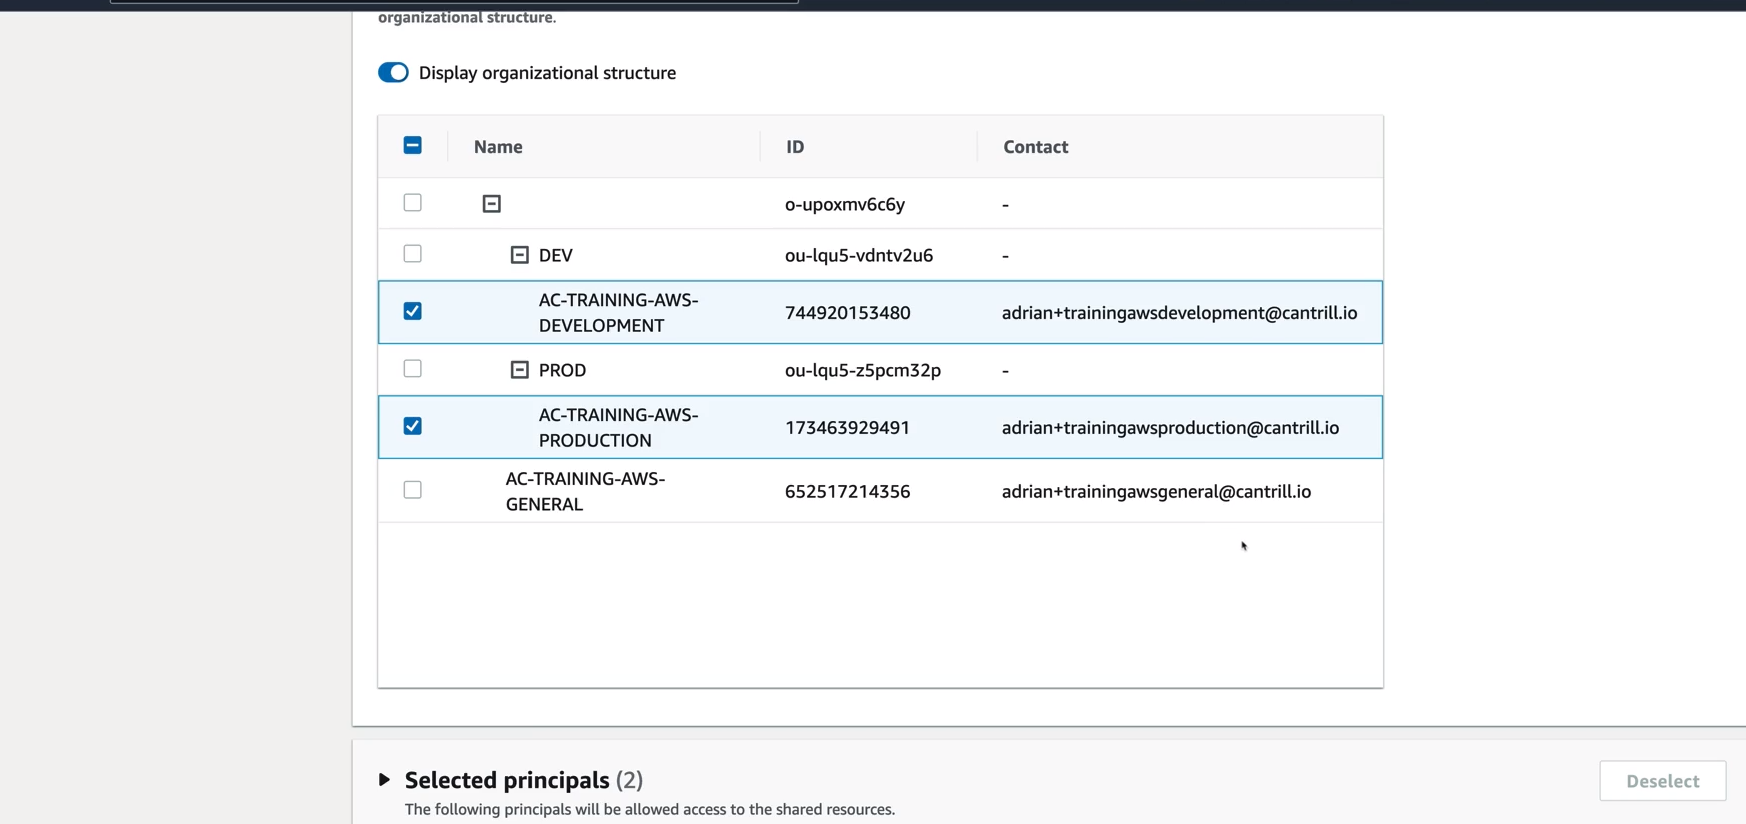 organizational structure.
Display organizational structure
Name ID Contact
o-upoxmv6c6y -
DEV ou-lqu5-vdntv2u6 -
AC-TRAINING-AWS-
DEVELOPMENT 744920153480 adrian+trainingawsdevelopment@cantrill.io
PROD ou-lqu5-z5pcm32p -
AC-TRAINING-AWS-
PRODUCTION 173463929491 adrian+trainingawsproduction@cantrill.io
AC-TRAINING-AWS-
GENERAL 652517214356 adrian+trainingawsgeneral@cantrill.io
Selected principals (2)
Deselect
The following principals will be allowed access to the shared resources.